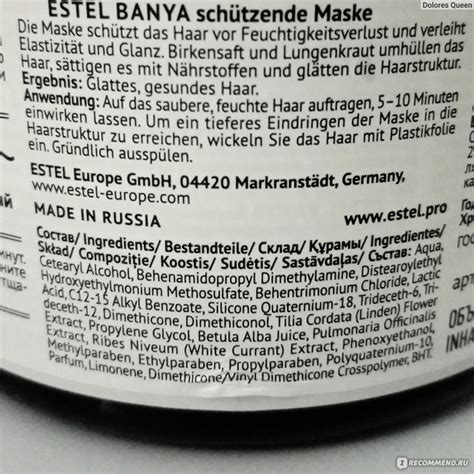 Dolores Queen
ESTEL BANYA schützende Maske
Die Maske schützt das Haar vor Feuchtigkeitsverlust und verleiht
Elastizität und Glanz. Birkensaft und Lungenkraut umhüllen das
Haar, sättigen es mit Nährstoffen und glätten die Haarstruktur.
Ergebnis: Glattes, gesundes Haar.
Anwendung: Auf das saubere, feuchte Haar auftragen, 5–10 Minuten
einwirken lassen. Um ein tieferes Eindringen der Maske in die
Haarstruktur zu erreichen, wickeln Sie das Haar mit Plastikfolie
ein. Gründlich ausspülen.
ESTEL Europe GmbH, 04420 Markranstädt, Germany,
www.estel-europe.com
MADE IN RUSSIA
www.estel.pro
Состав/ Ingredients/ Bestandteile/ Склад/ Құрамы/ Ingredientes/
Skład/ Compoziție/ Koostis/ Sudėtis/ Sastāvdaļas/ Състав: Aqua,
Cetearyl Alcohol, Behenamidopropyl Dimethylamine, Distearoylethyl
Hydroxyethylmonium Methosulfate, Behentrimonium Chloride, Lactic
Acid, C12-15 Alkyl Benzoate, Silicone Quaternium-18, Trideceth-6, Tri-
deceth-12, Dimethicone, Dimethiconol, Tilia Cordata (Linden) Flower
Extract, Propylene Glycol, Betula Alba Juice, Pulmonaria Officinalis
Extract, Ribes Niveum (White Currant) Extract, Phenoxyethanol,
Methylparaben, Ethylparaben, Propylparaben, Polyquaternium-10,
Parfum, Limonene, Dimethicone/Vinyl Dimethicone Crosspolymer, BHT.
IRECOMMEND.RU